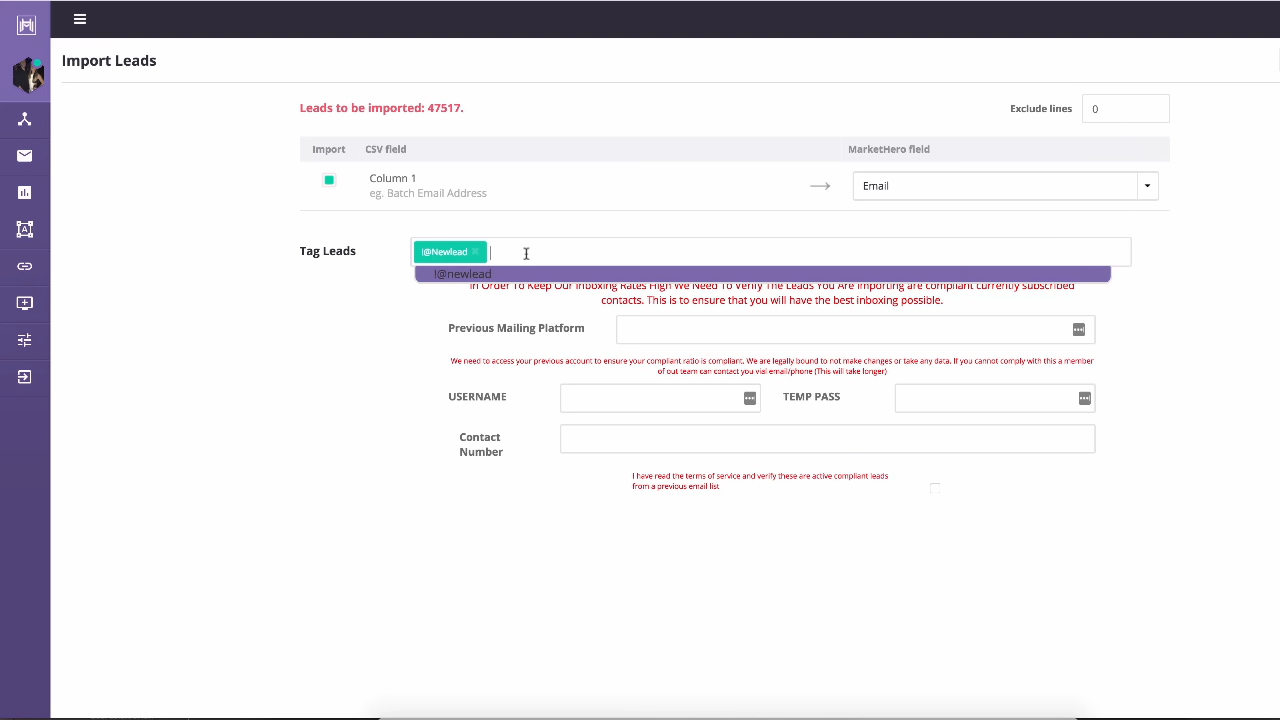 Import Leads
Leads to be imported: 47517.
Exclude lines 0
Import CSV field MarketHero field
Column 1
eg. Batch Email Address
Email
Tag Leads
!@Newlead ×
!@newlead
In Order To Keep Our Inboxing Rates High We Need To Verify The Leads You Are Importing are compliant currently subscribed
contacts. This is to ensure that you will have the best inboxing possible.
Previous Mailing Platform
We need to access your previous account to ensure your compliant ratio is compliant. We are legally bound to not make changes or take any data. If you cannot comply with this a member
of out team can contact you vial email/phone (This will take longer)
USERNAME TEMP PASS
Contact
Number
I have read the terms of service and verify these are active compliant leads
from a previous email list